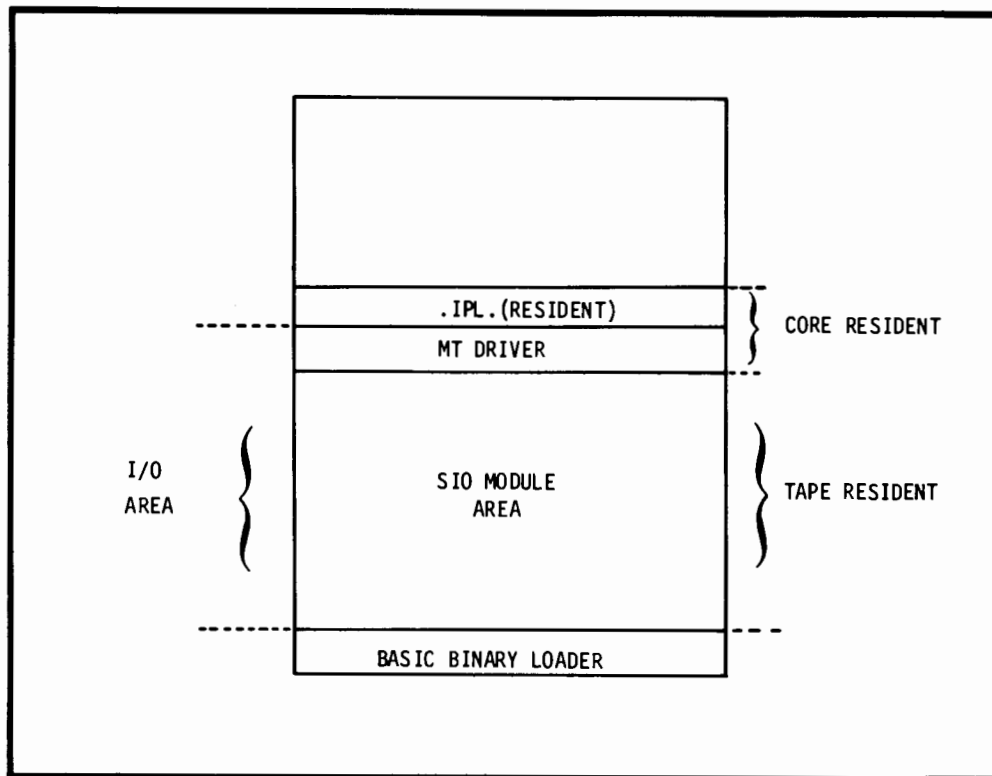 .IPL.(RESIDENT)
MT DRIVER
CORE RESIDENT
I/O
AREA
SIO MODULE
AREA
TAPE RESIDENT
BASIC BINARY LOADER